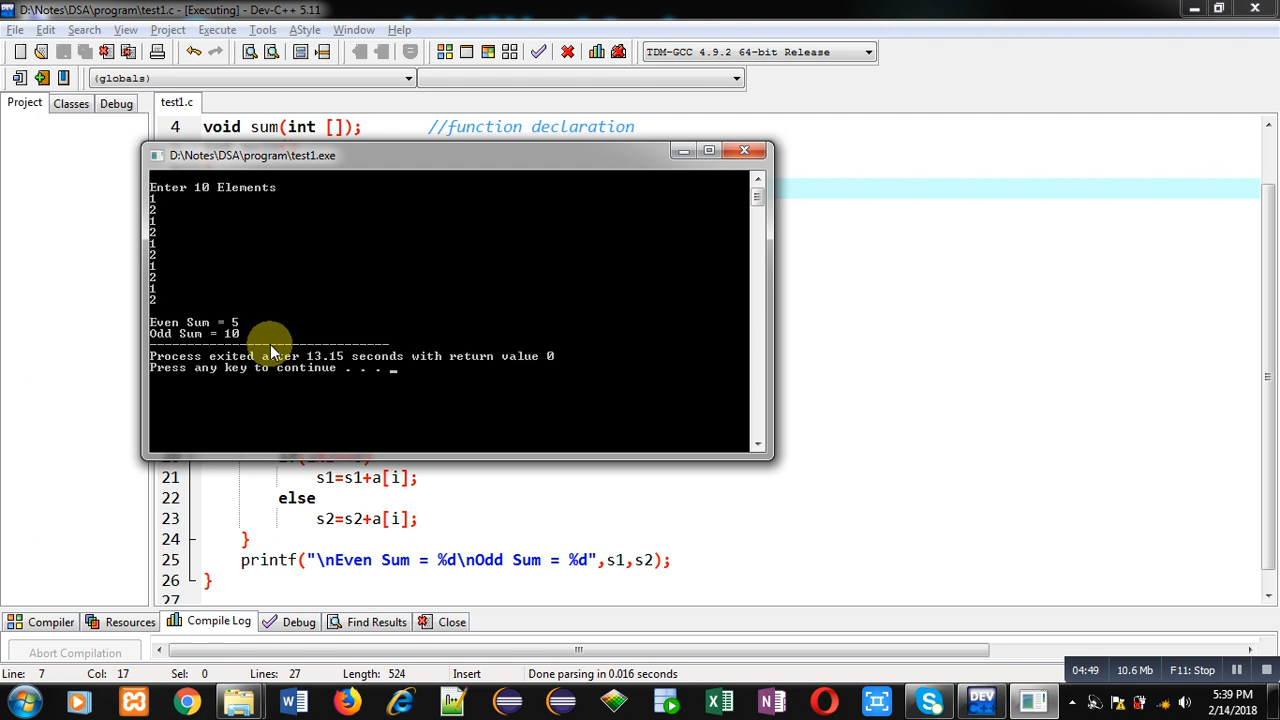 D:\Notes\DSA\program\test1.c - [Executing] - Dev-C++ 5.11
File Edit Search View Project Execute Tools AStyle Window Help
TDM-GCC 4.9.2 64-bit Release
(globals)
Project Classes Debug test1.c
4 void sum(int []); //function declaration
D:\Notes\DSA\program\test1.exe
Enter 10 Elements
1
2
1
2
1
2
1
2
1
2
Even Sum = 5
Odd Sum = 10
--------------------------------
Process exited after 13.15 seconds with return value 0
Press any key to continue . . . _
21 s1=s1+a[i];
22 else
23 s2=s2+a[i];
24 }
25 printf("\nEven Sum = %d\nOdd Sum = %d",s1,s2);
26 }
27
Compiler Resources Compile Log Debug Find Results Close
Abort Compilation
Line: 7 Col: 17 Sel: 0 Lines: 27 Length: 524 Insert Done parsing in 0.016 seconds
04:49 10.6 Mb F11: Stop
5:39 PM
2/14/2018